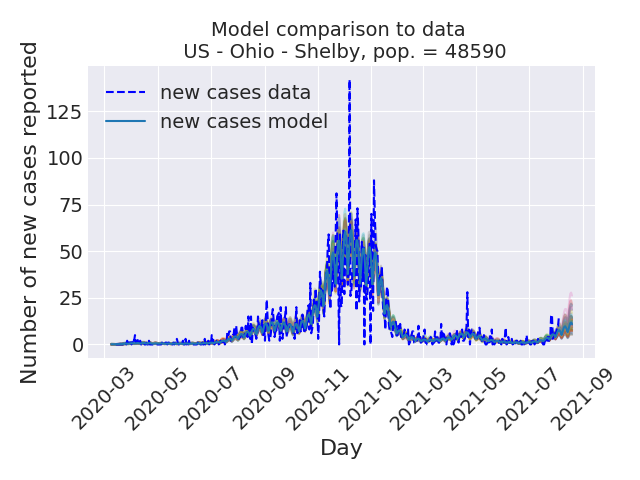 Model comparison to data
US - Ohio - Shelby, pop. = 48590
Number of new cases reported
new cases data
new cases model
125
100
75
50
25
0
2020-03
2020-05
2020-07
2020-09
2020-11
2021-01
2021-03
2021-05
2021-07
2021-09
Day